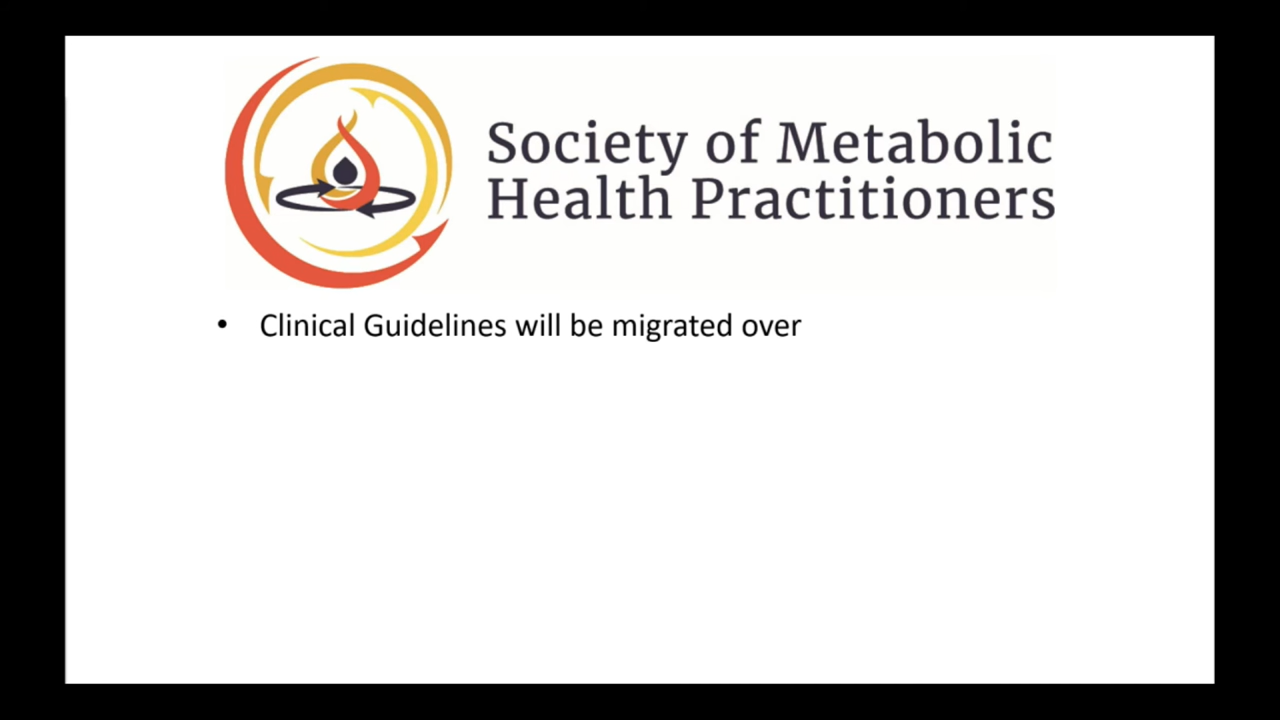 Society of Metabolic
Health Practitioners
• Clinical Guidelines will be migrated over